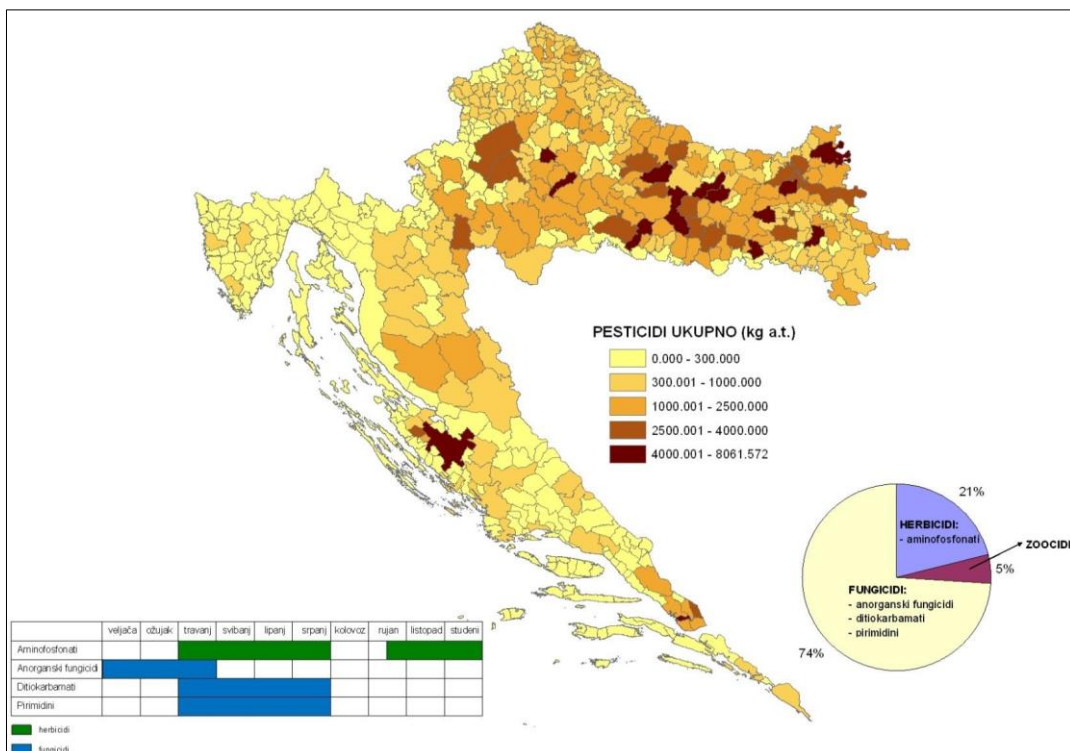 PESTICIDI UKUPNO (kg a.t.)
0.000 - 300.000
300.001 - 1000.000
1000.001 - 2500.000
2500.001 - 4000.000
4000.001 - 8061.572
21%
HERBICIDI:
- aminofosfonati
ZOOCIDI
5%
FUNGICIDI:
- anorganski fungicidi
- ditiokarbamati
- pirimidini
74%
veljača ožujak travanj svibanj lipanj srpanj kolovoz rujan listopad studeni
Aminofosfonati
Anorganski fungicidi
Ditiokarbamati
Pirimidini
herbicidi
fungicidi